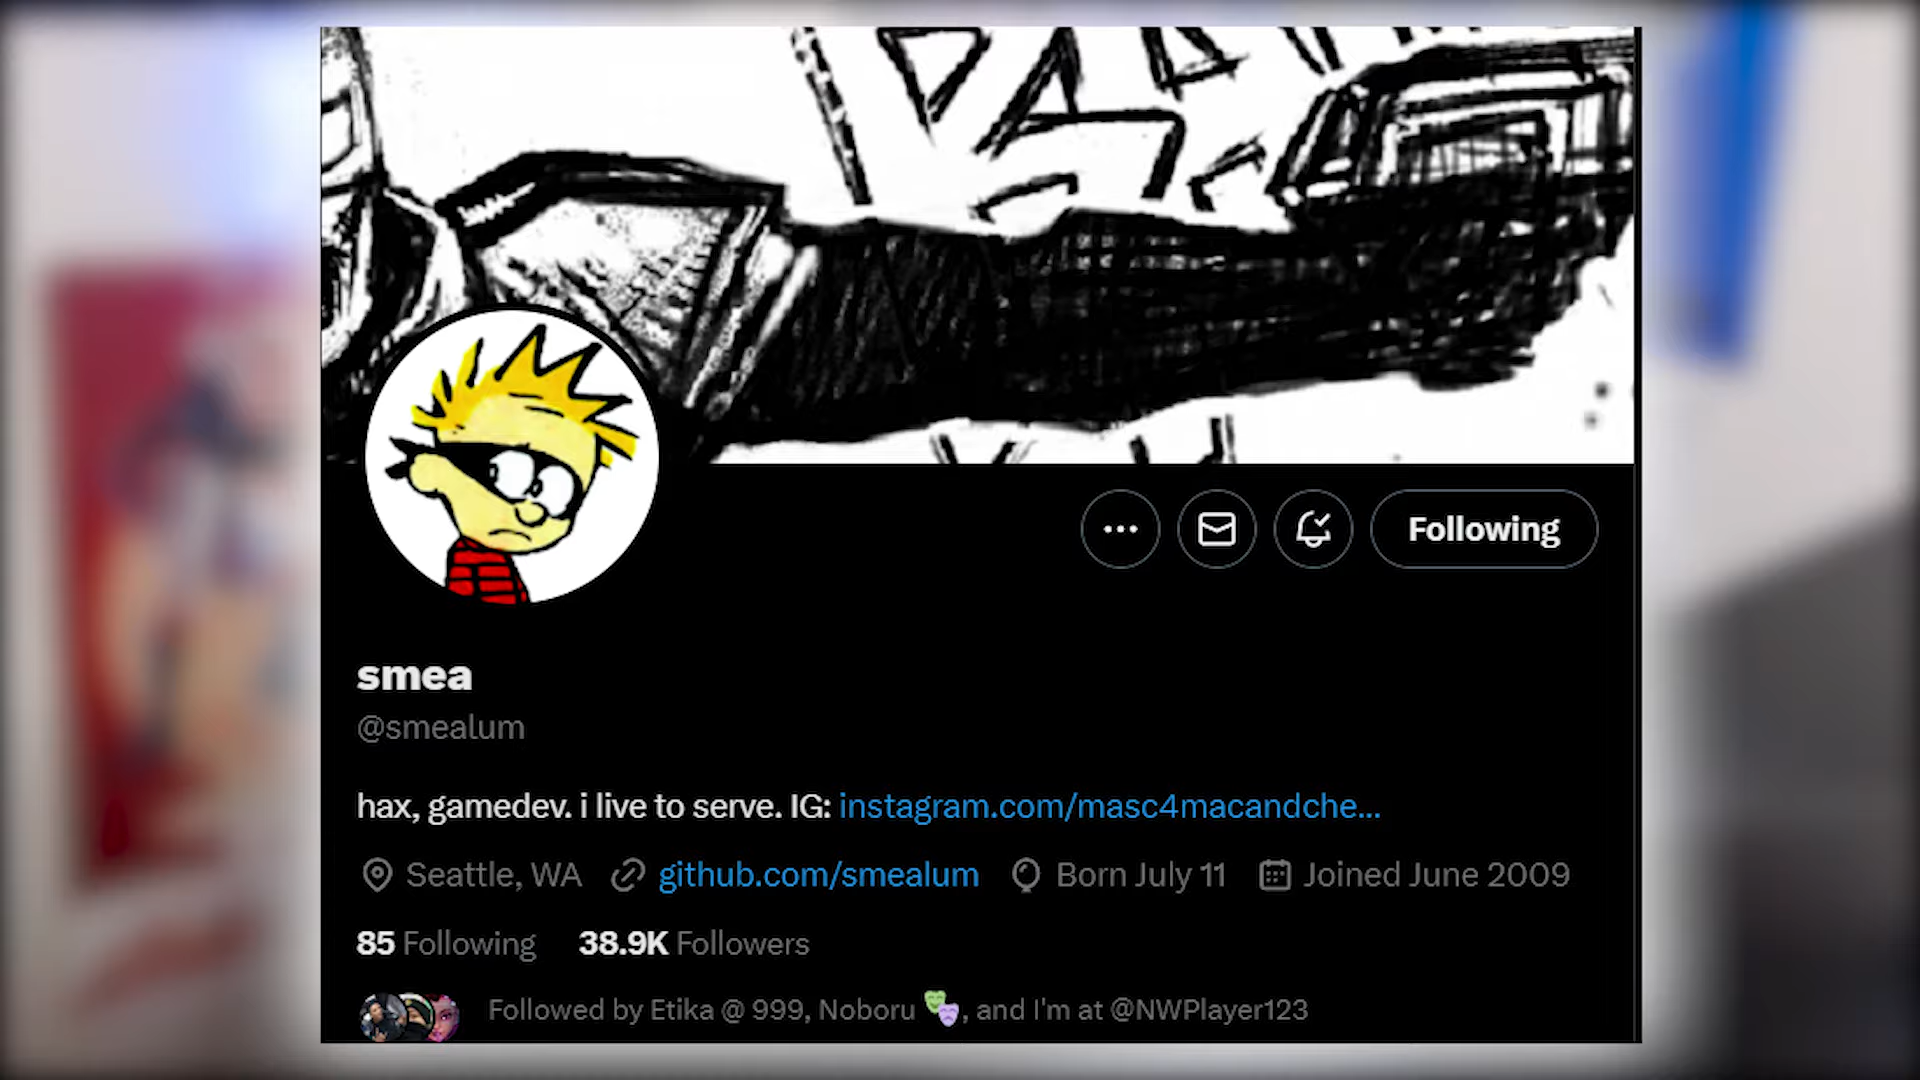 Following
smea
@smealum
hax, gamedev. i live to serve. IG: instagram.com/masc4macandche...
Seattle, WA github.com/smealum Born July 11 Joined June 2009
85 Following 38.9K Followers
Followed by Etika @ 999, Noboru 🎭, and I'm at @NWPlayer123